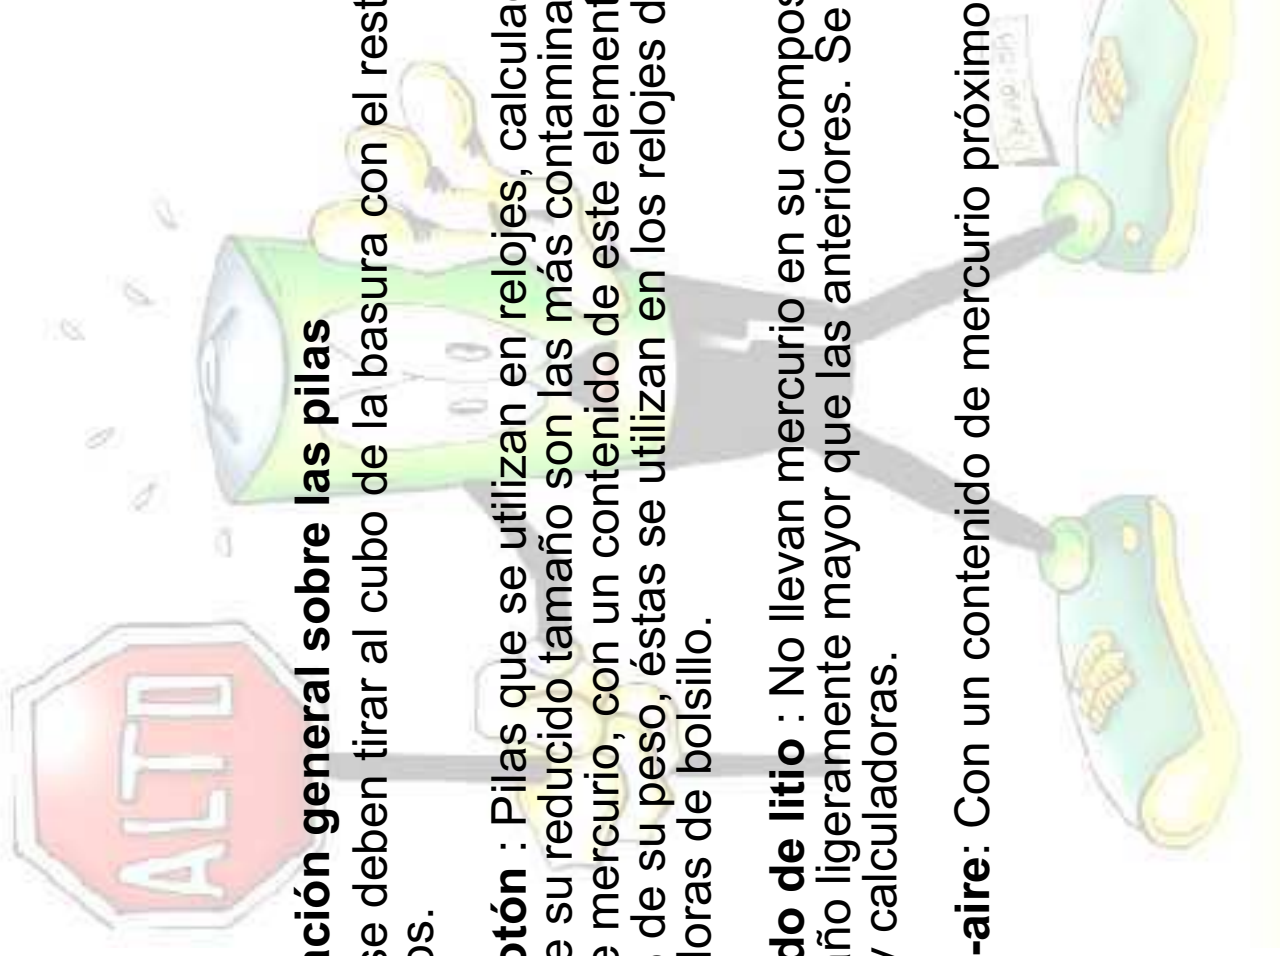 ALTO
ación general sobre las pilas
se deben tirar al cubo de la basura con el rest
os.
otón : Pilas que se utilizan en relojes, calculad
e su reducido tamaño son las más contamina
e mercurio, con un contenido de este element
de su peso, éstas se utilizan en los relojes d
loras de bolsillo.
do de litio : No llevan mercurio en su compos
año ligeramente mayor que las anteriores. Se
y calculadoras.
-aire: Con un contenido de mercurio próximo